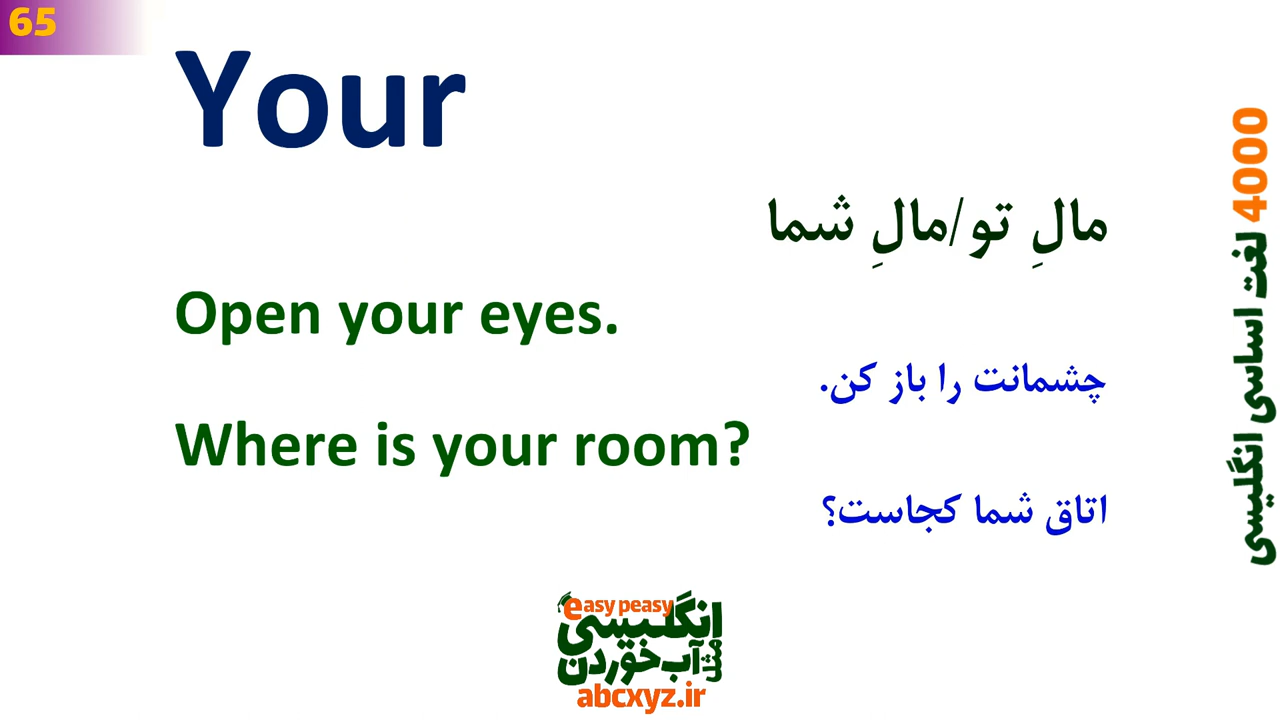 65
Your
مالِ تو/مالِ شما
Open your eyes.
چشمانت را باز کن.
Where is your room?
اتاق شما کجاست؟
4000 لغت اساسی انگلیسی
easy peasy
انگلیسی
مثل آب خوردن
abcxyz.ir